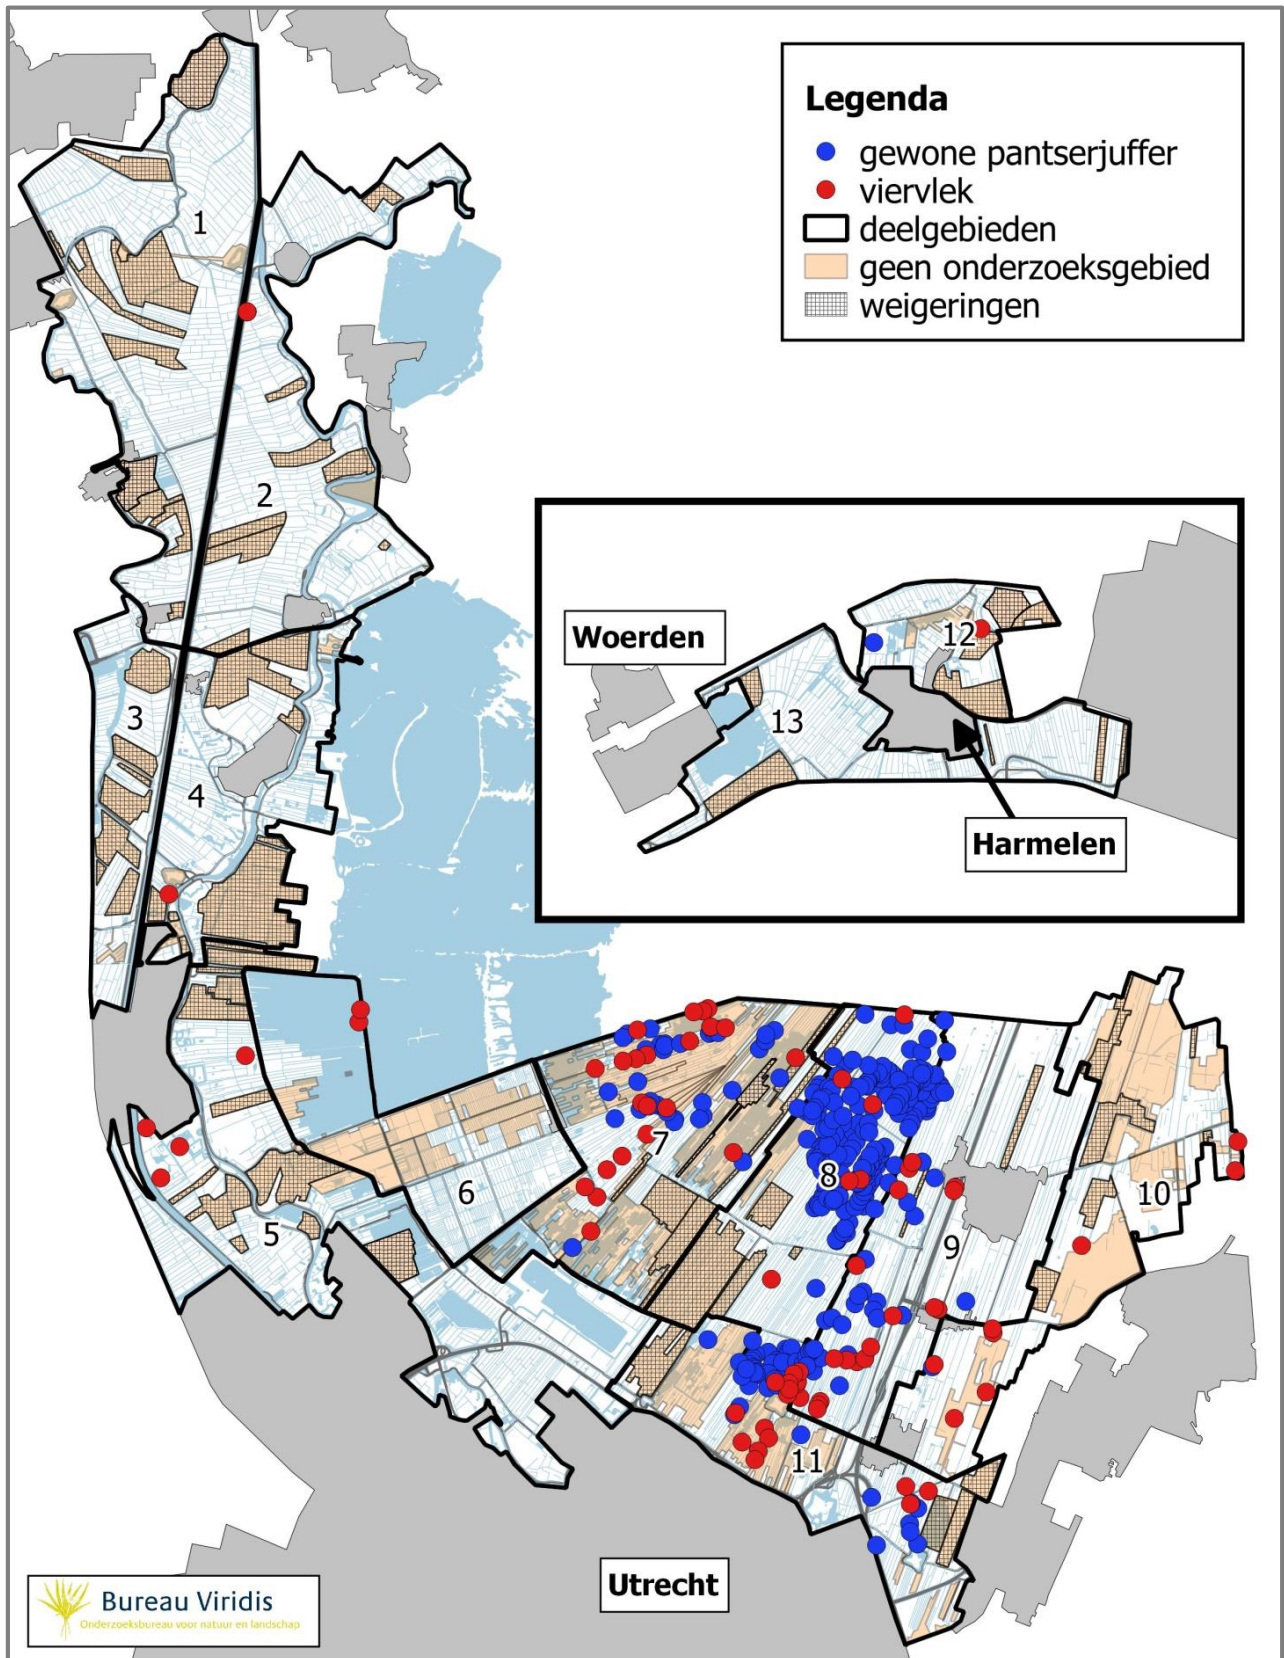 Legenda
gewone pantserjuffer
viervlek
deelgebieden
geen onderzoeksgebied
weigeringen
1
2
Woerden
12
13
3
4
Harmelen
7
8
6
10
5
9
11
Utrecht
Bureau Viridis
Onderzoeksbureau voor natuur en landschap